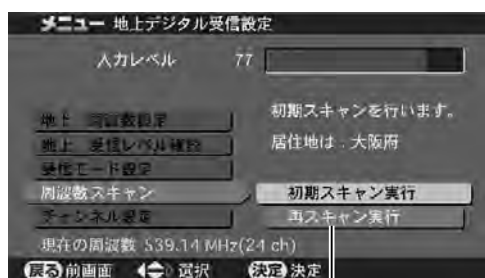 メニュー 地上デジタル受信設定
入力レベル 77
初期スキャンを行います。
地上 周波数設定
居住地は：大阪府
地上 受信レベル確認
受信モード設定
周波数スキャン 初期スキャン実行
チャンネル設定 再スキャン実行
現在の周波数 539.14 MHz(24 ch)
戻る 前画面 選択 決定 決定